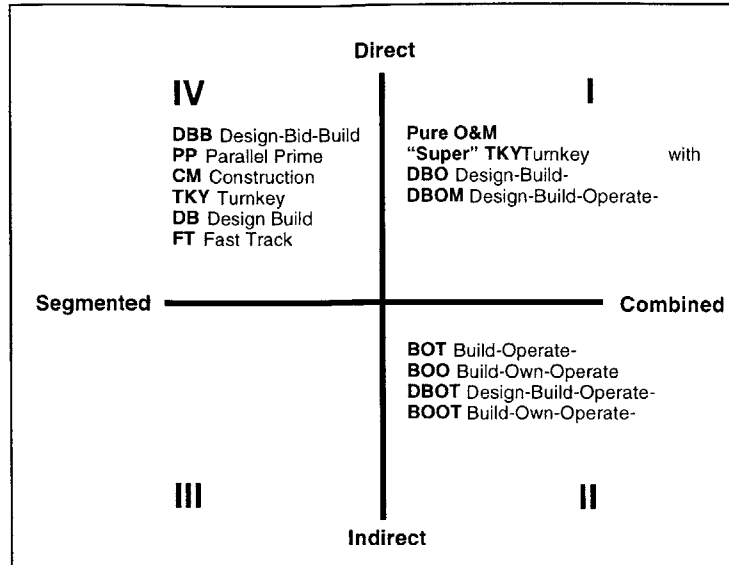 Direct
IV
I
DBB Design-Bid-Build
PP Parallel Prime
CM Construction
TKY Turnkey
DB Design Build
FT Fast Track
Pure O&M
“Super” TKYTurnkey with
DBO Design-Build-
DBOM Design-Build-Operate-
Segmented
Combined
BOT Build-Operate-
BOO Build-Own-Operate
DBOT Design-Build-Operate-
BOOT Build-Own-Operate-
III
II
Indirect